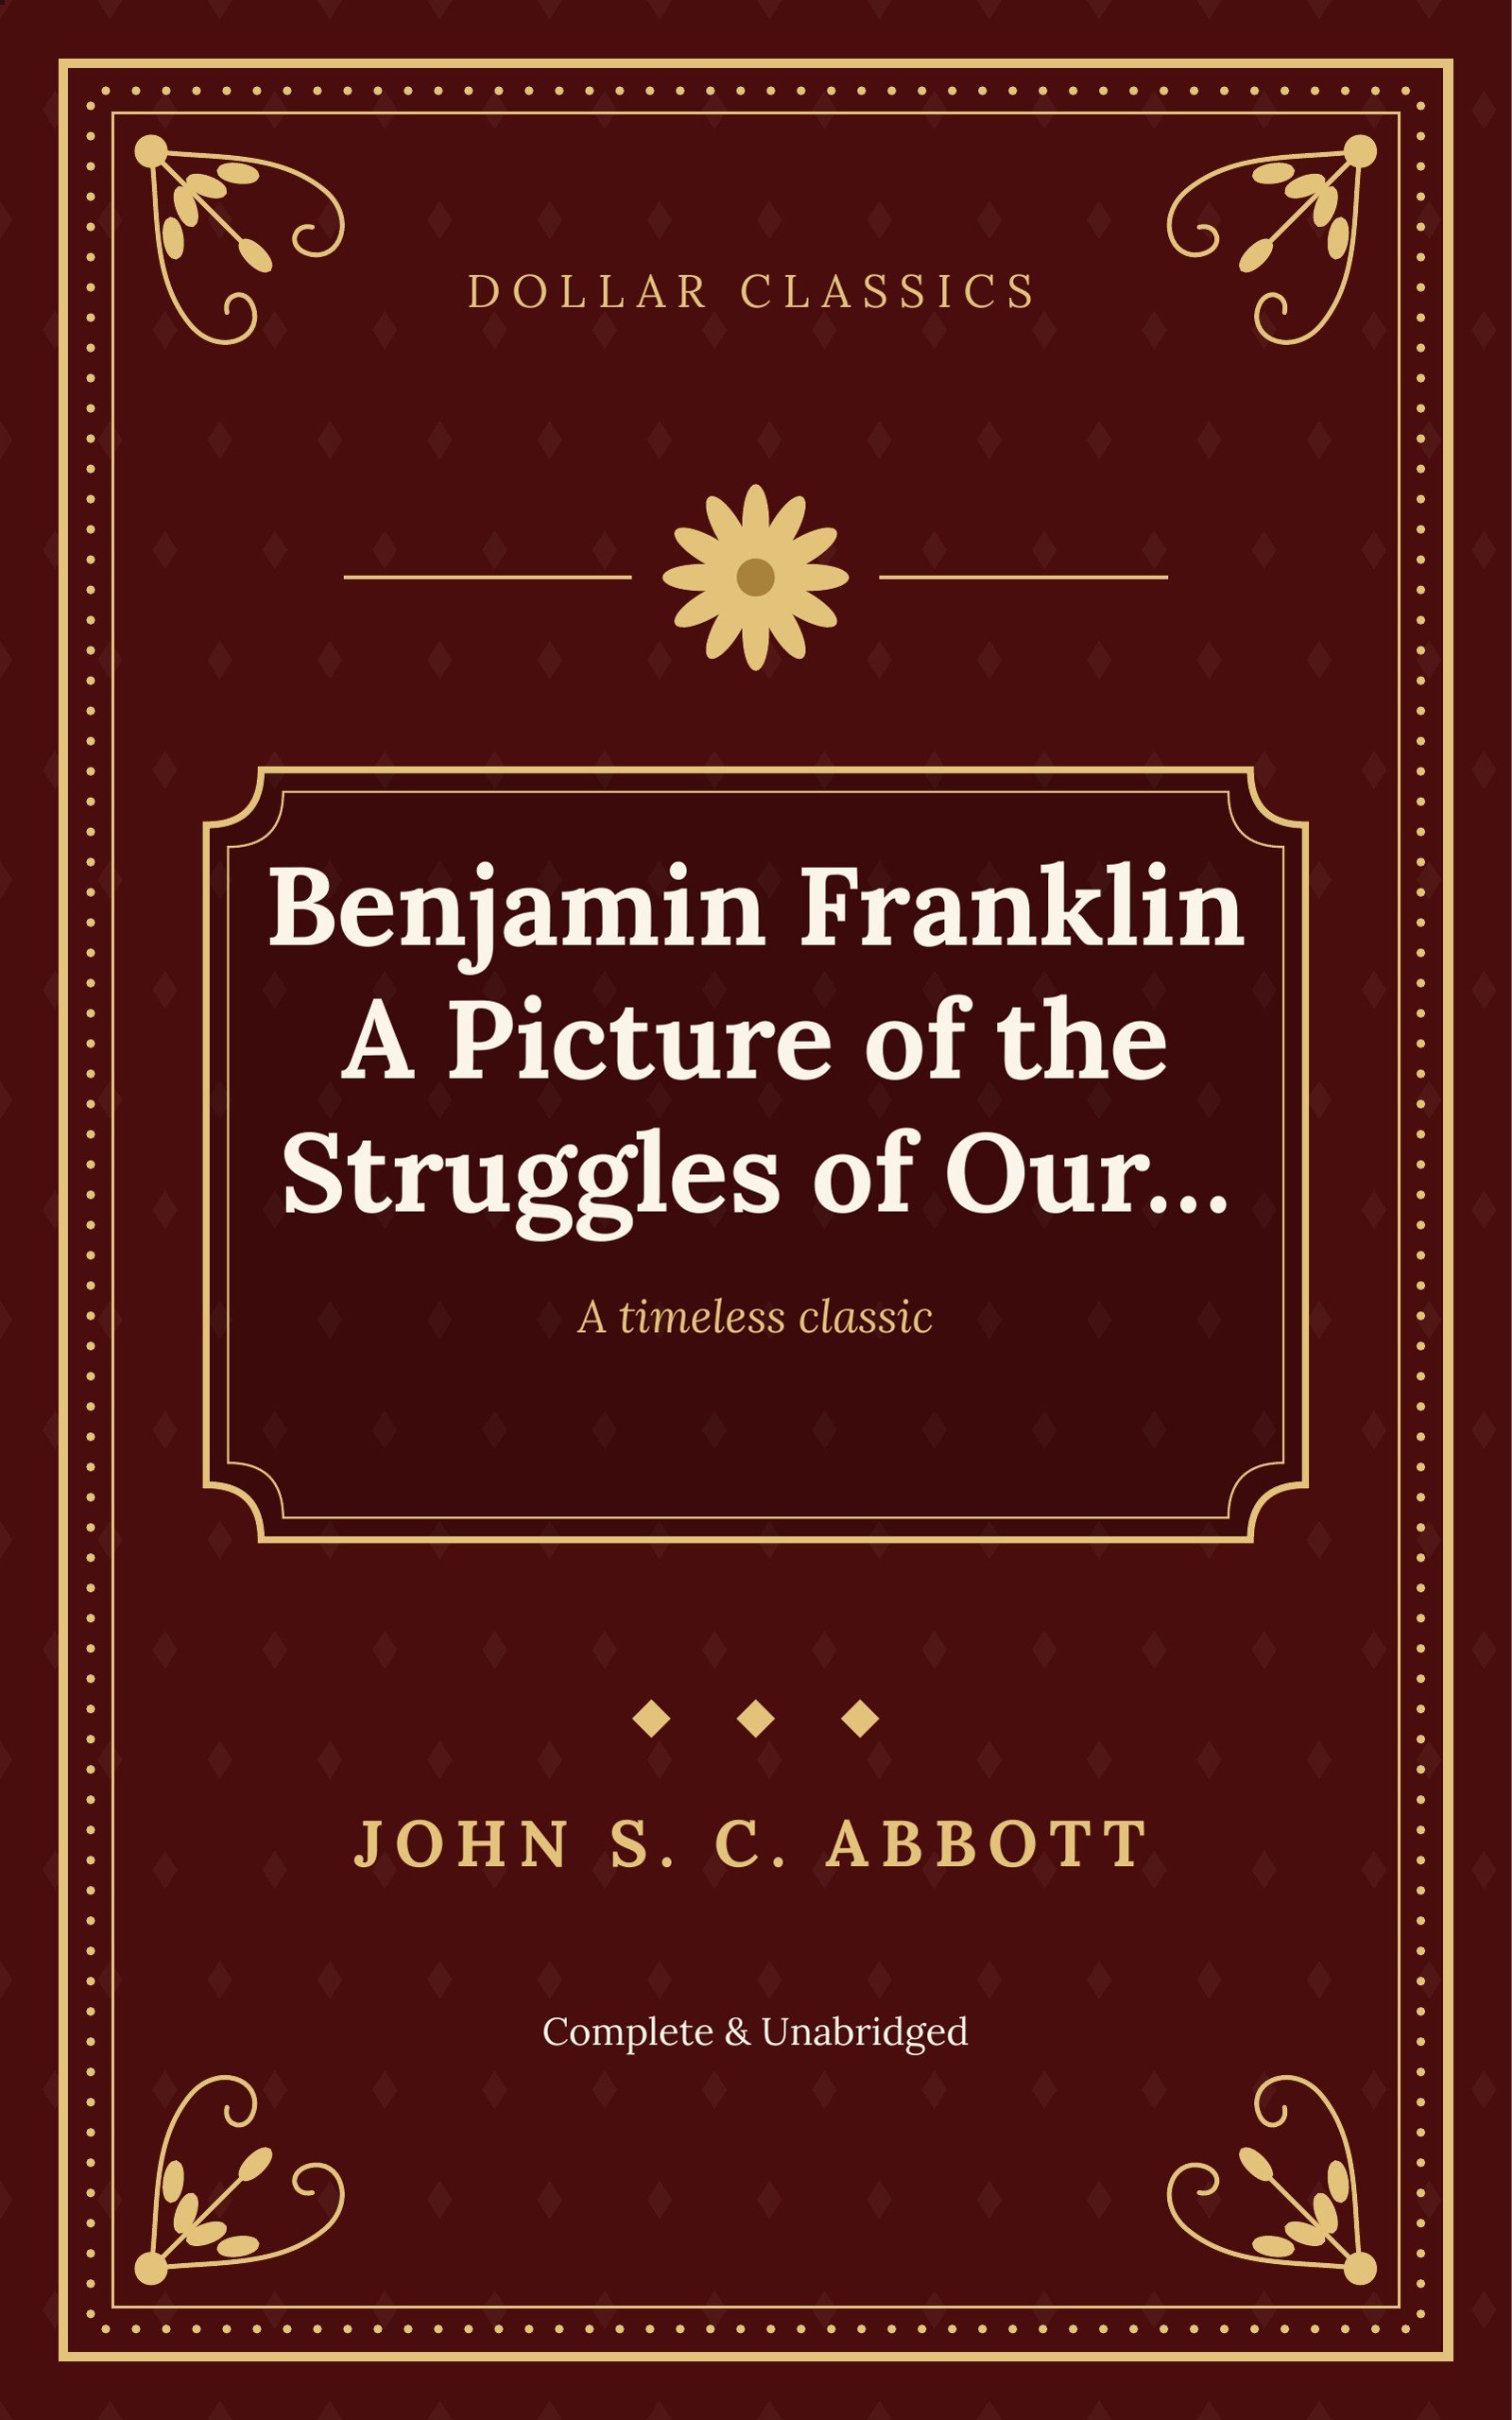 DOLLAR CLASSICS
Benjamin Franklin
A Picture of the
Struggles of Our...
A timeless classic
JOHN S. C. ABBOTT
Complete & Unabridged